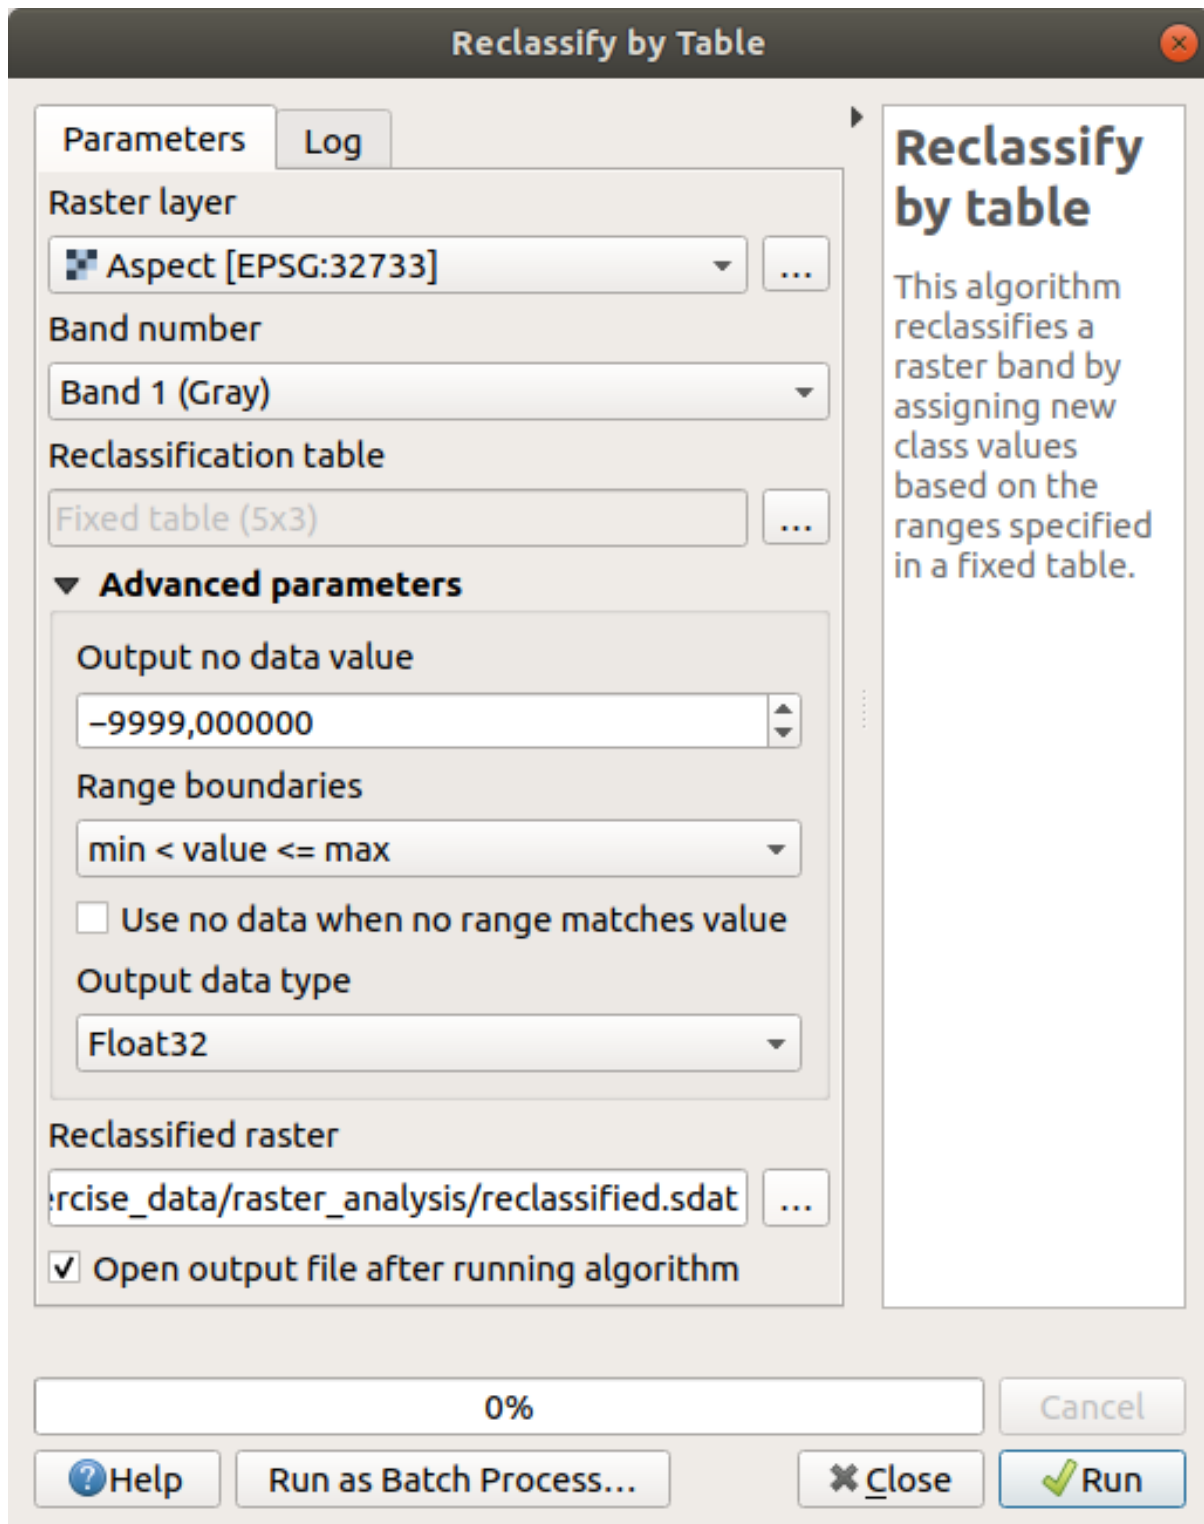 Reclassify by Table
Parameters
Log
Raster layer
Aspect [EPSG:32733]
...
Band number
Band 1 (Gray)
Reclassification table
Fixed table (5x3)
...
Advanced parameters
Output no data value
−9999,000000
Range boundaries
min < value <= max
Use no data when no range matches value
Output data type
Float32
Reclassified raster
ercise_data/raster_analysis/reclassified.sdat
...
Open output file after running algorithm
Reclassify
by table
This algorithm
reclassifies a
raster band by
assigning new
class values
based on the
ranges specified
in a fixed table.
0%
Cancel
Help
Run as Batch Process...
Close
Run